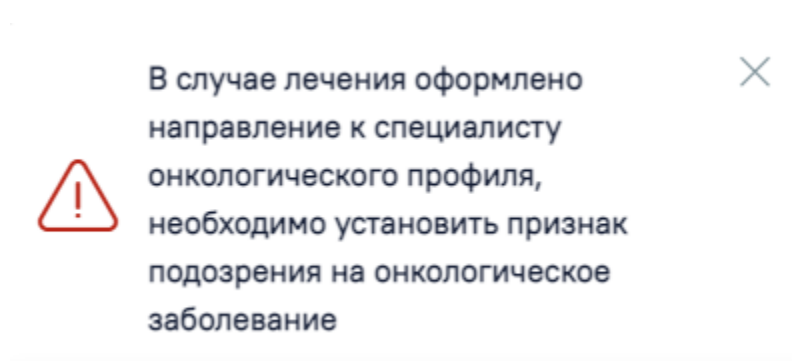 В случае лечения оформлено
направление к специалисту
онкологического профиля,
необходимо установить признак
подозрения на онкологическое
заболевание